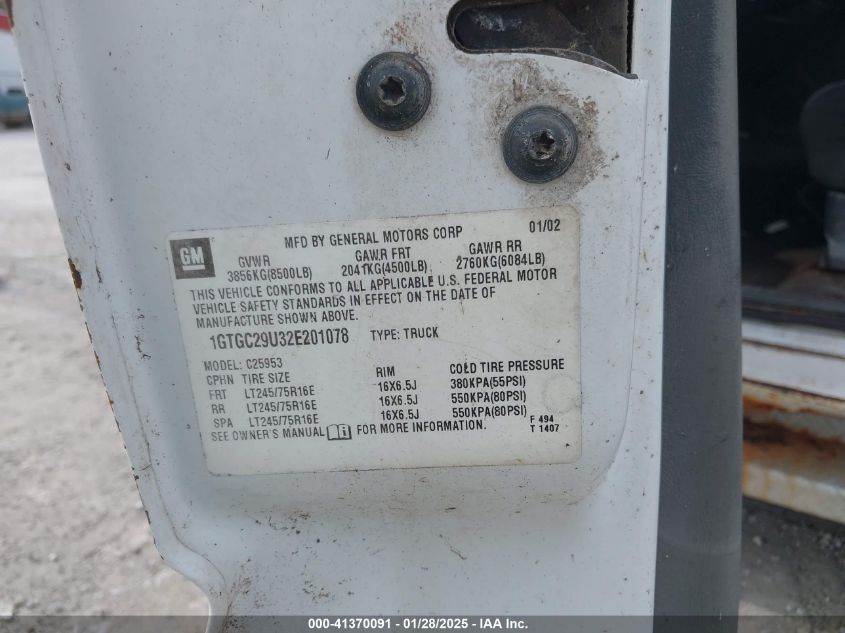 MFD BY GENERAL MOTORS CORP 01/02
GM GVWR GAWR FRT GAWR RR
3856KG(8500LB) 2041KG(4500LB) 2760KG(6084LB)
THIS VEHICLE CONFORMS TO ALL APPLICABLE U.S. FEDERAL MOTOR
VEHICLE SAFETY STANDARDS IN EFFECT ON THE DATE OF
MANUFACTURE SHOWN ABOVE.
1GTGC29U32E201078 TYPE: TRUCK
MODEL: C25953
CPHN TIRE SIZE RIM COLD TIRE PRESSURE
FRT LT245/75R16E 16X6.5J 380KPA(55PSI)
RR LT245/75R16E 16X6.5J 550KPA(80PSI)
SPA LT245/75R16E 16X6.5J 550KPA(80PSI)
SEE OWNER'S MANUAL FOR MORE INFORMATION.
F 494
T 1407
000-41370091 - 01/28/2025 - IAA Inc.